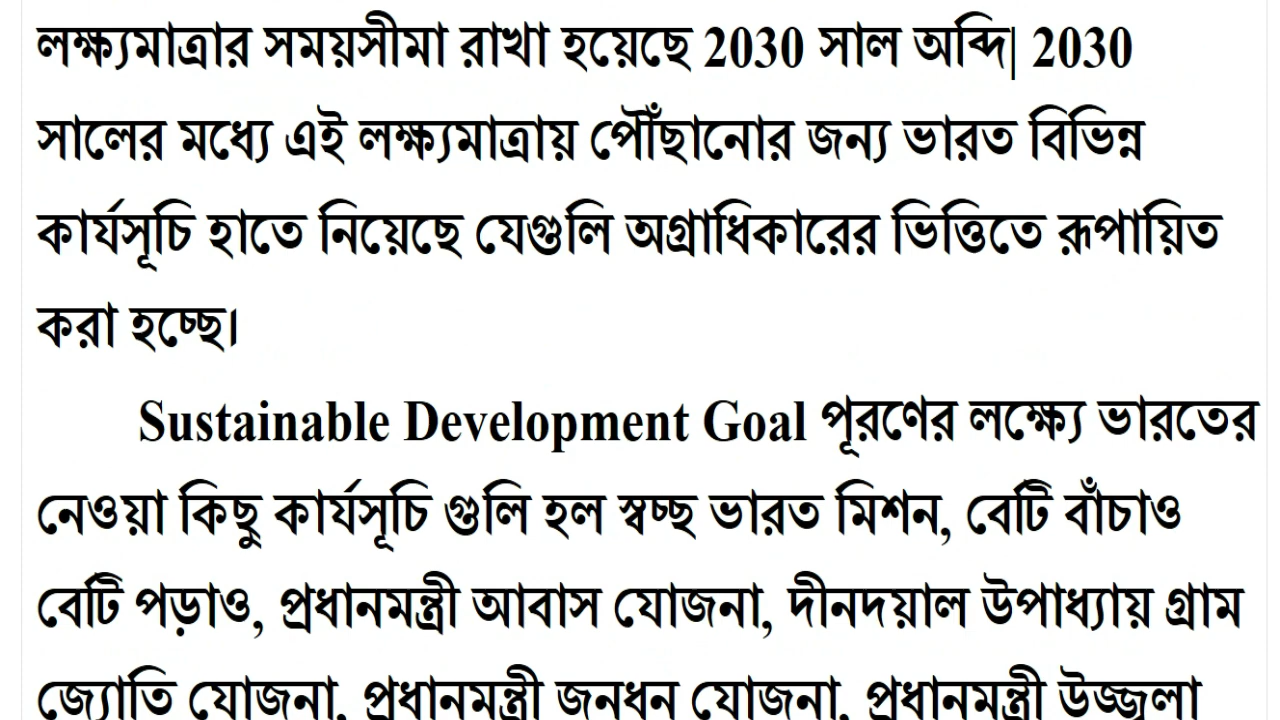 লক্ষ্যমাত্রার সময়সীমা রাখা হয়েছে 2030 সাল অব্দি| 2030
সালের মধ্যে এই লক্ষ্যমাত্রায় পৌঁছানোর জন্য ভারত বিভিন্ন
কার্যসূচি হাতে নিয়েছে যেগুলি অগ্রাধিকারের ভিত্তিতে রূপায়িত
করা হচ্ছে।
Sustainable Development Goal পূরণের লক্ষ্যে ভারতের
নেওয়া কিছু কার্যসূচি গুলি হল স্বচ্ছ ভারত মিশন, বেটি বাঁচাও
বেটি পড়াও, প্রধানমন্ত্রী আবাস যোজনা, দীনদয়াল উপাধ্যায় গ্রাম
জ্যোতি যোজনা, প্রধানমন্ত্রী জনধন যোজনা, প্রধানমন্ত্রী উজ্জ্বলা